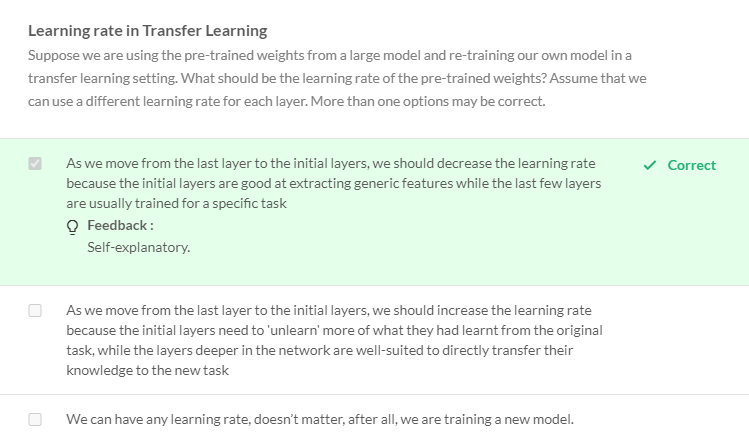 Learning rate in Transfer Learning
Suppose we are using the pre-trained weights from a large model and re-training our own model in a
transfer learning setting. What should be the learning rate of the pre-trained weights? Assume that we
can use a different learning rate for each layer. More than one options may be correct.
As we move from the last layer to the initial layers, we should decrease the learning rate
because the initial layers are good at extracting generic features while the last few layers
are usually trained for a specific task
Correct
Feedback :
Self-explanatory.
As we move from the last layer to the initial layers, we should increase the learning rate
because the initial layers need to 'unlearn' more of what they had learnt from the original
task, while the layers deeper in the network are well-suited to directly transfer their
knowledge to the new task
We can have any learning rate, doesn't matter, after all, we are training a new model.